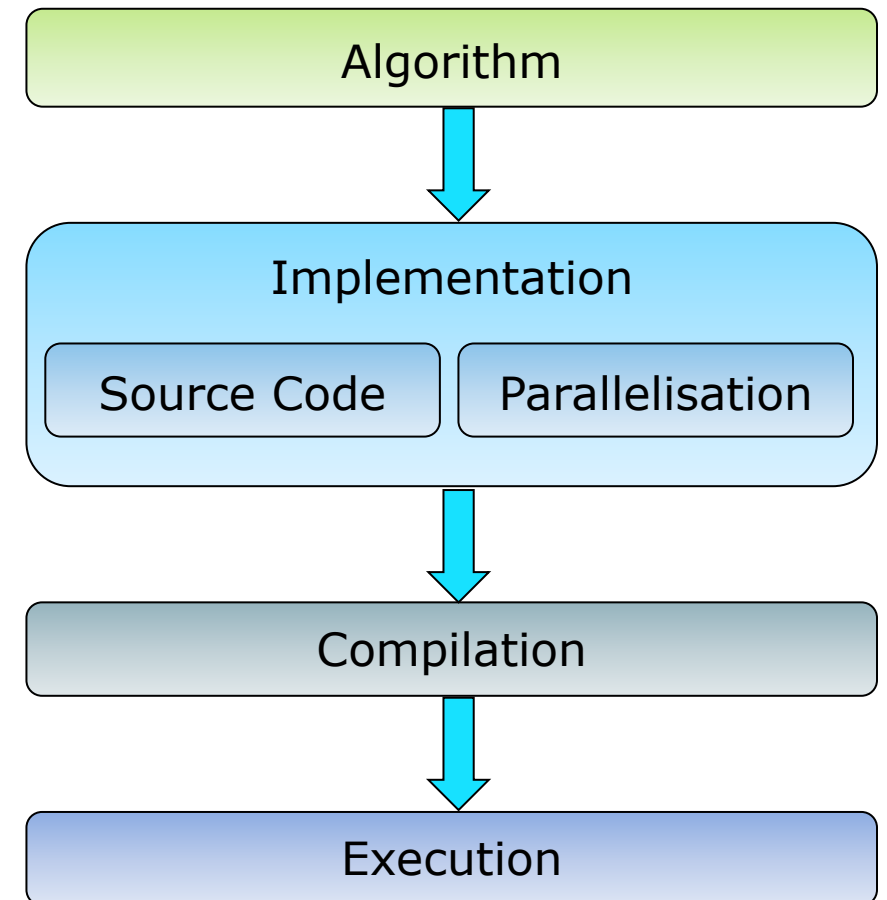 Algorithm
Implementation
Source Code Parallelisation
Compilation
Execution